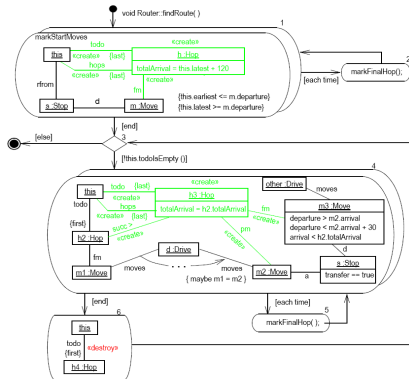 void Router::findRoute( )
1
markStartMoves
todo
«create»
this
«create» {last}
h :Hop
hops
totalArrival = this.latest + 120
«create» {last}
«create»
rfrom
fm
{this.earliest <= m.departure}
{this.latest >= m.departure}
s :Stop
d
m :Move
2
[each time]
markFinalHop();
[end]
[else]
3
[!this.todoIsEmpty ()]
4
«create»
other :Drive
moves
this
todo {last}
h3 :Hop
«create»
hops
totalArrival = h2.totalArrival
«create» {last}
fm
«create»
m3 :Move
departure > m2.arrival
departure < m2.arrival + 30
arrival < h2.totalArrival
todo
{first}
succ >
«create»
pm
«create»
h2 :Hop
d
fm
d :Drive
s :Stop
transfer == true
m1 :Move
moves
. . .
moves
{ maybe m1 = m2 }
m2 :Move
a
[end]
[each time]
5
markFinalHop( );
6
this
todo
{first}
«destroy»
h4 :Hop